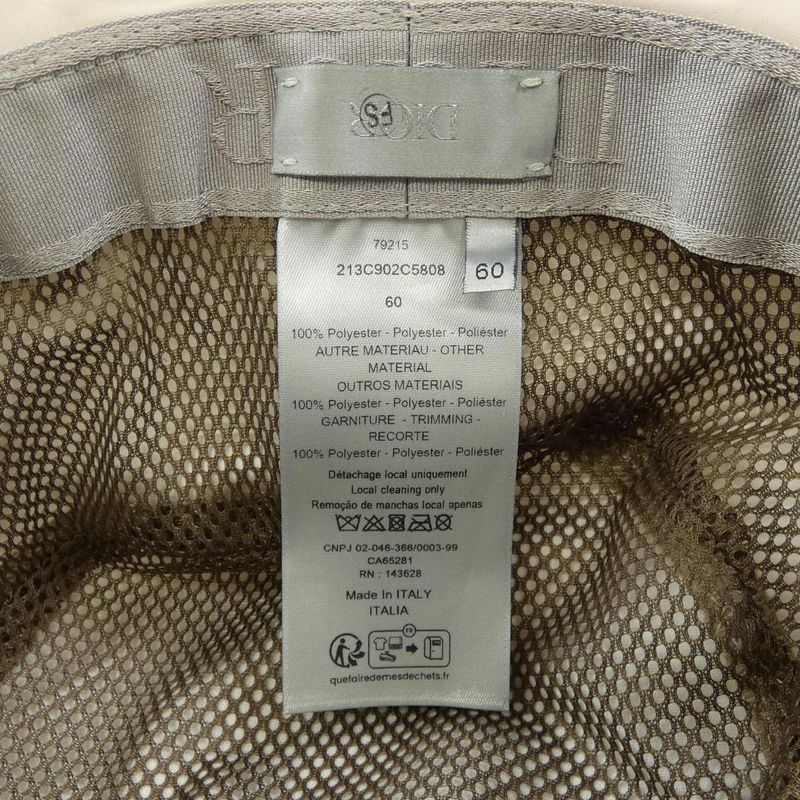 DIOR
FS
79215
213C902C5808
60
60
100% Polyester - Polyester - Poliéster
AUTRE MATERIAU - OTHER
MATERIAL
OUTROS MATERIAIS
100% Polyester - Polyester - Poliéster
GARNITURE - TRIMMING -
RECORTE
100% Polyester - Polyester - Poliéster
Détachage local uniquement
Local cleaning only
Remoção de manchas local apenas
CNPJ 02-046-366/0003-99
CA65281
RN : 143628
Made In ITALY
ITALIA
FR
quefairedemesdechets.fr